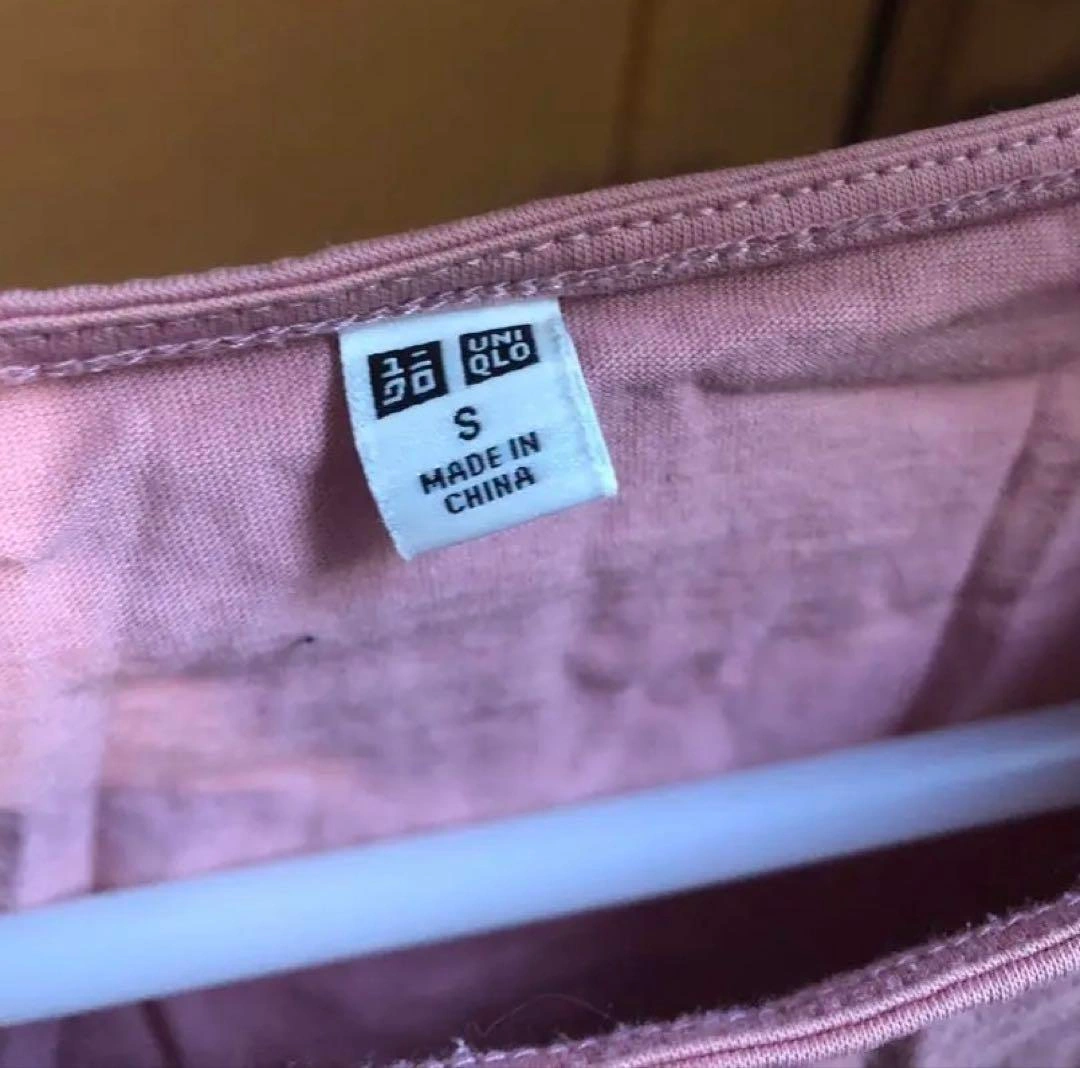 ユニ UNI
クロ QLO
S
MADE IN
CHINA